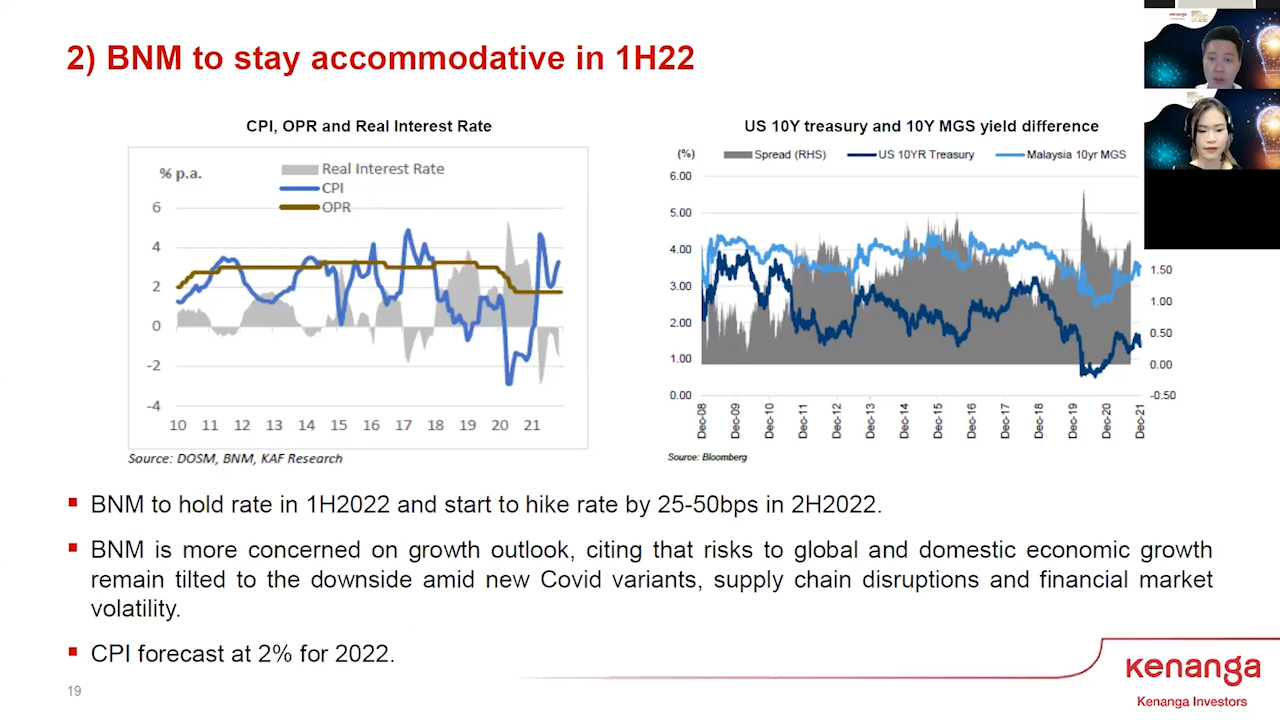 2) BNM to stay accommodative in 1H22
CPI, OPR and Real Interest Rate
% p.a.
Real Interest Rate
CPI
OPR
6
4
2
0
-2
-4
10 11 12 13 14 15 16 17 18 19 20 21
Source: DOSM, BNM, KAF Research
US 10Y treasury and 10Y MGS yield difference
(%)
Spread (RHS) US 10YR Treasury Malaysia 10yr MGS
6.00
5.00
4.00
3.00
2.00
1.00
0.00
1.50
1.00
0.50
0.00
-0.50
Dec-08 Dec-09 Dec-10 Dec-11 Dec-12 Dec-13 Dec-14 Dec-15 Dec-16 Dec-17 Dec-18 Dec-19 Dec-20 Dec-21
Source: Bloomberg
▪ BNM to hold rate in 1H2022 and start to hike rate by 25-50bps in 2H2022.
▪ BNM is more concerned on growth outlook, citing that risks to global and domestic economic growth
remain tilted to the downside amid new Covid variants, supply chain disruptions and financial market
volatility.
▪ CPI forecast at 2% for 2022.
19
kenanga
Kenanga Investors
kenanga